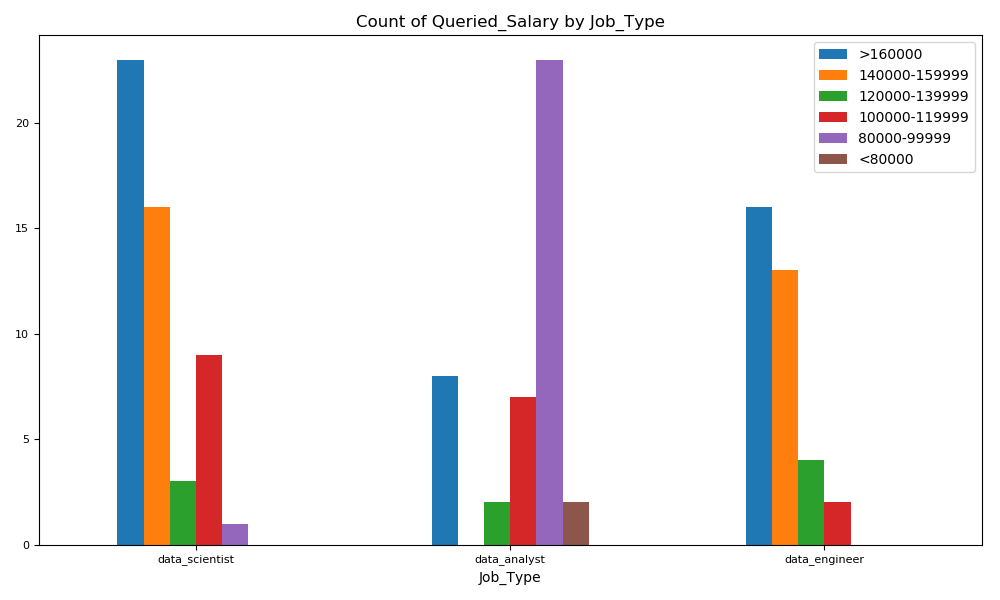 Count of Queried_Salary by Job_Type
>160000
140000-159999
120000-139999
100000-119999
80000-99999
<80000
20
15
10
5
0
data_scientist
data_analyst
data_engineer
Job_Type